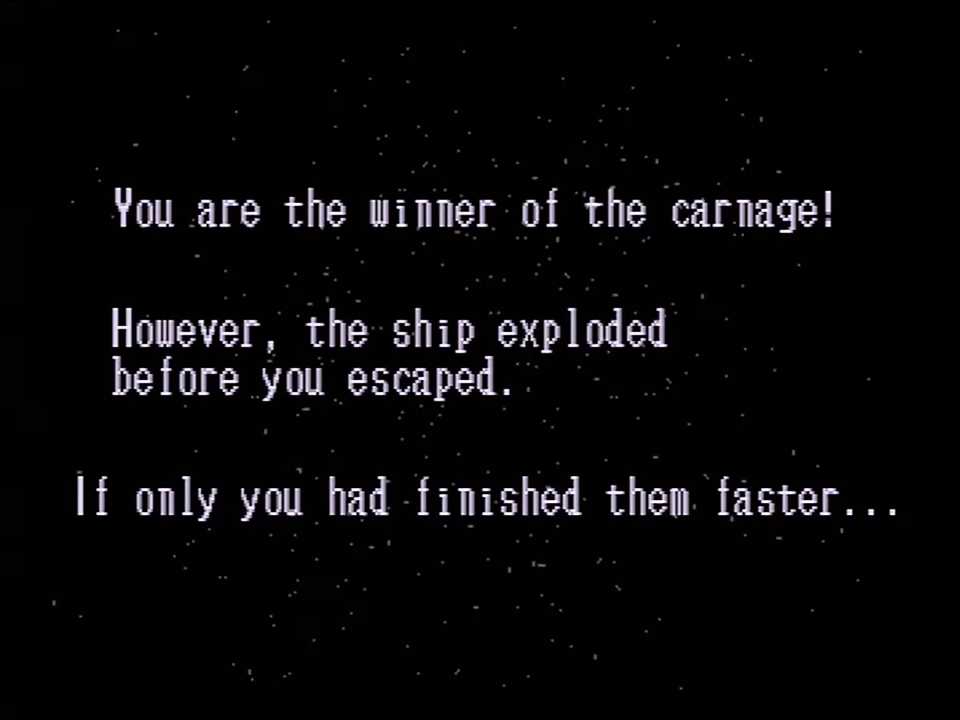 You are the winner of the carnage!
However, the ship exploded
before you escaped.
If only you had finished them faster...